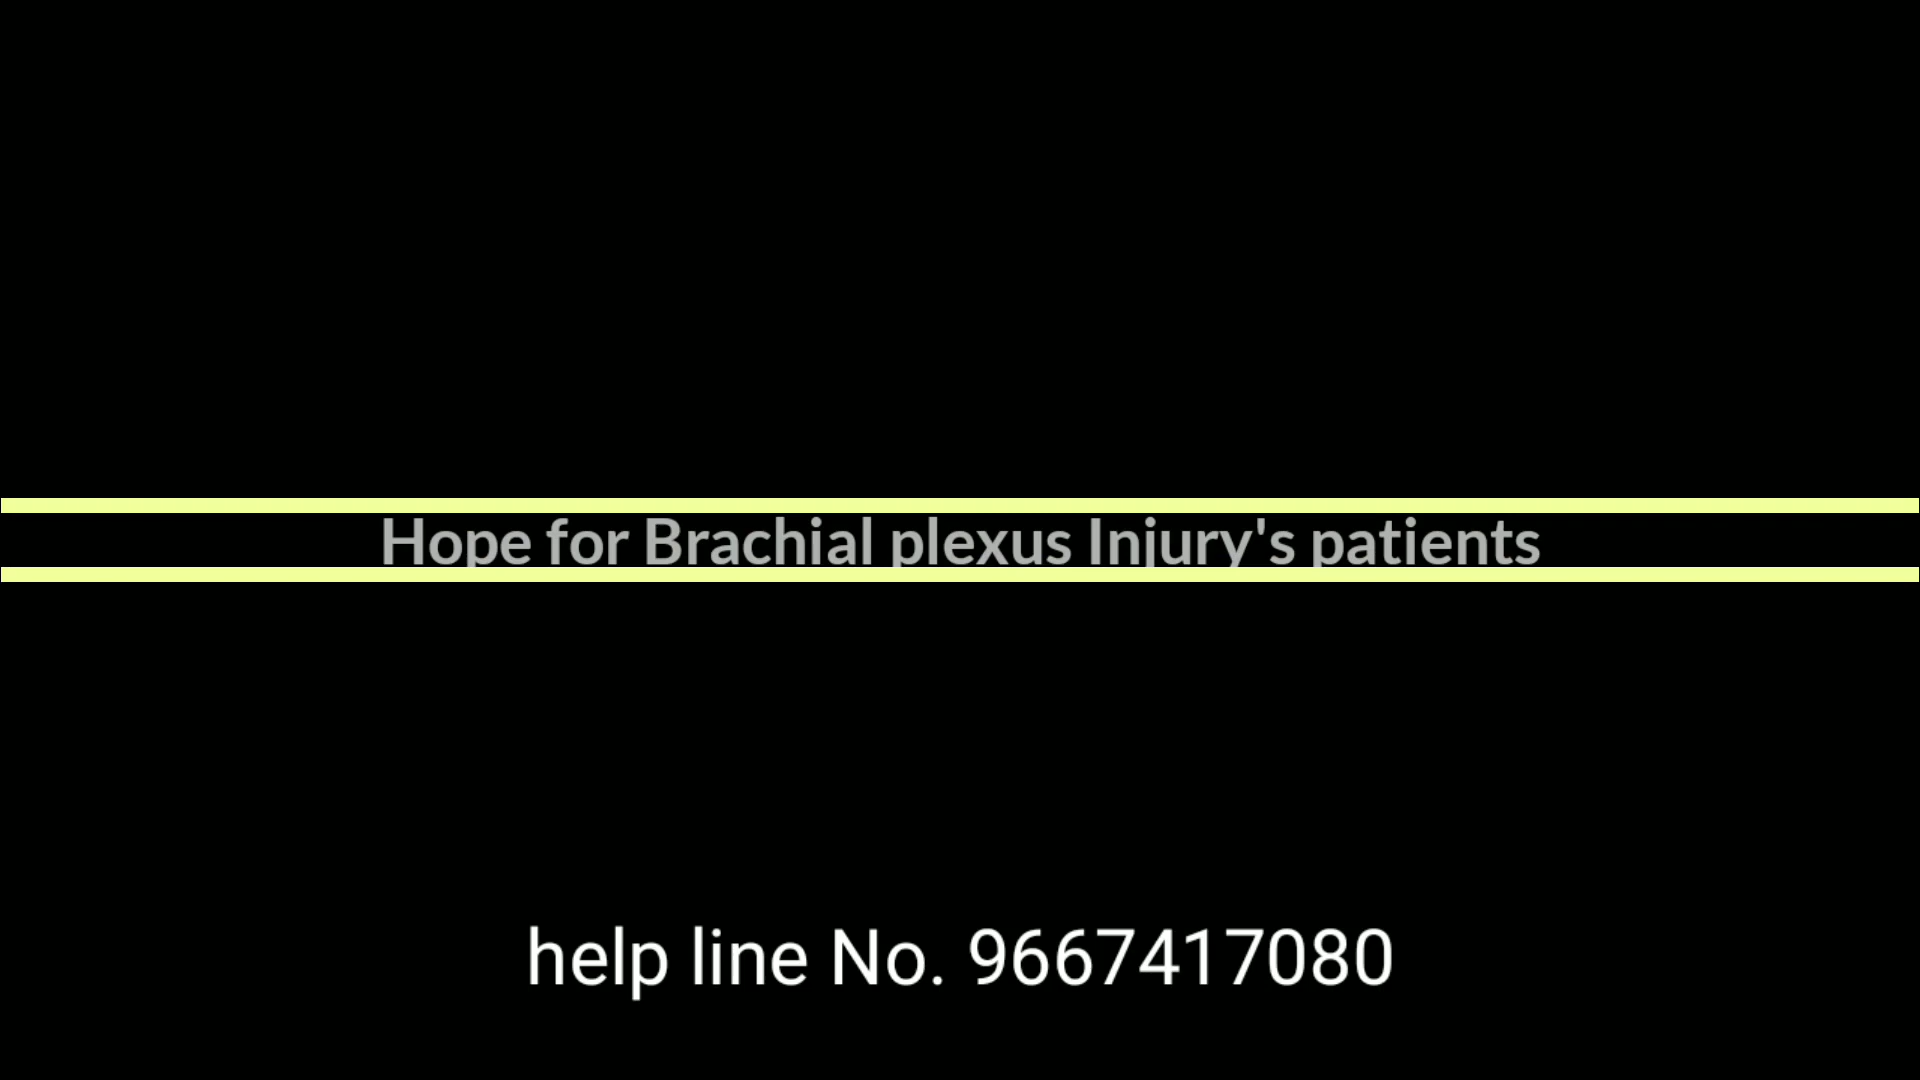 Hope for Brachial plexus Injury's patients
help line No. 9667417080